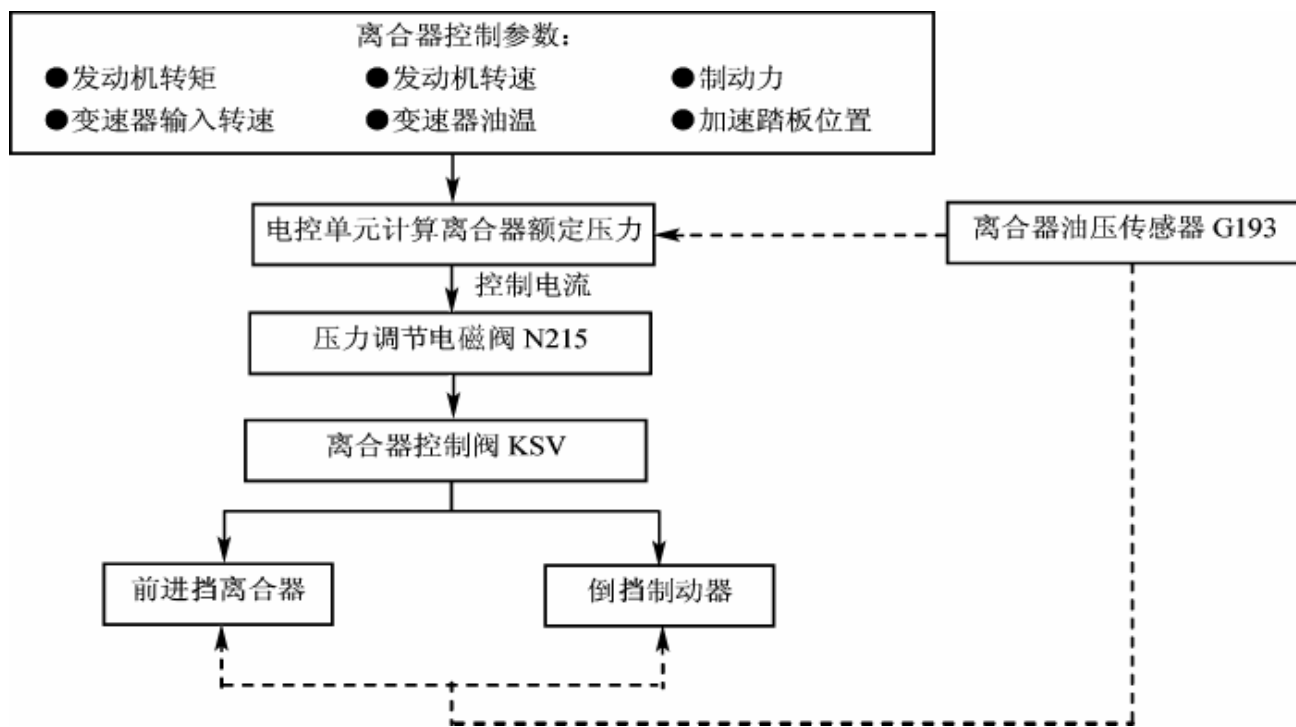 离合器控制参数：
●发动机转矩 ●发动机转速 ●制动力
●变速器输入转速 ●变速器油温 ●加速踏板位置
电控单元计算离合器额定压力
离合器油压传感器 G193
控制电流
压力调节电磁阀 N215
离合器控制阀 KSV
前进挡离合器
倒挡制动器